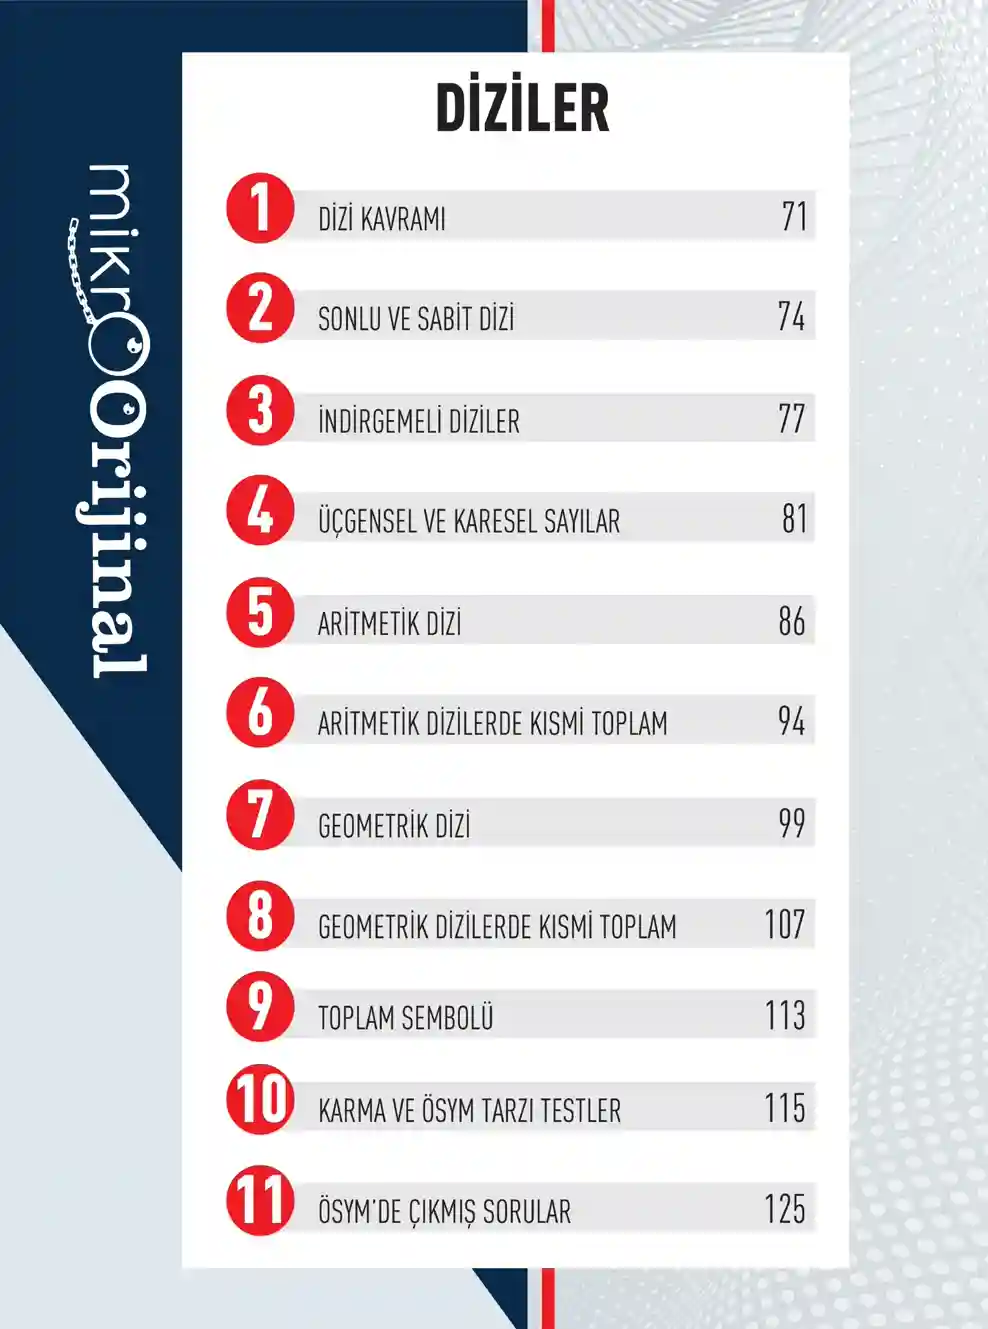 DİZİLER
mikroOrijinal
1 DİZİ KAVRAMI 71
2 SONLU VE SABİT DİZİ 74
3 İNDİRGEMELİ DİZİLER 77
4 ÜÇGENSEL VE KARESEL SAYILAR 81
5 ARİTMETİK DİZİ 86
6 ARİTMETİK DİZİLERDE KISMİ TOPLAM 94
7 GEOMETRİK DİZİ 99
8 GEOMETRİK DİZİLERDE KISMİ TOPLAM 107
9 TOPLAM SEMBOLÜ 113
10 KARMA VE ÖSYM TARZI TESTLER 115
11 ÖSYM'DE ÇIKMIŞ SORULAR 125